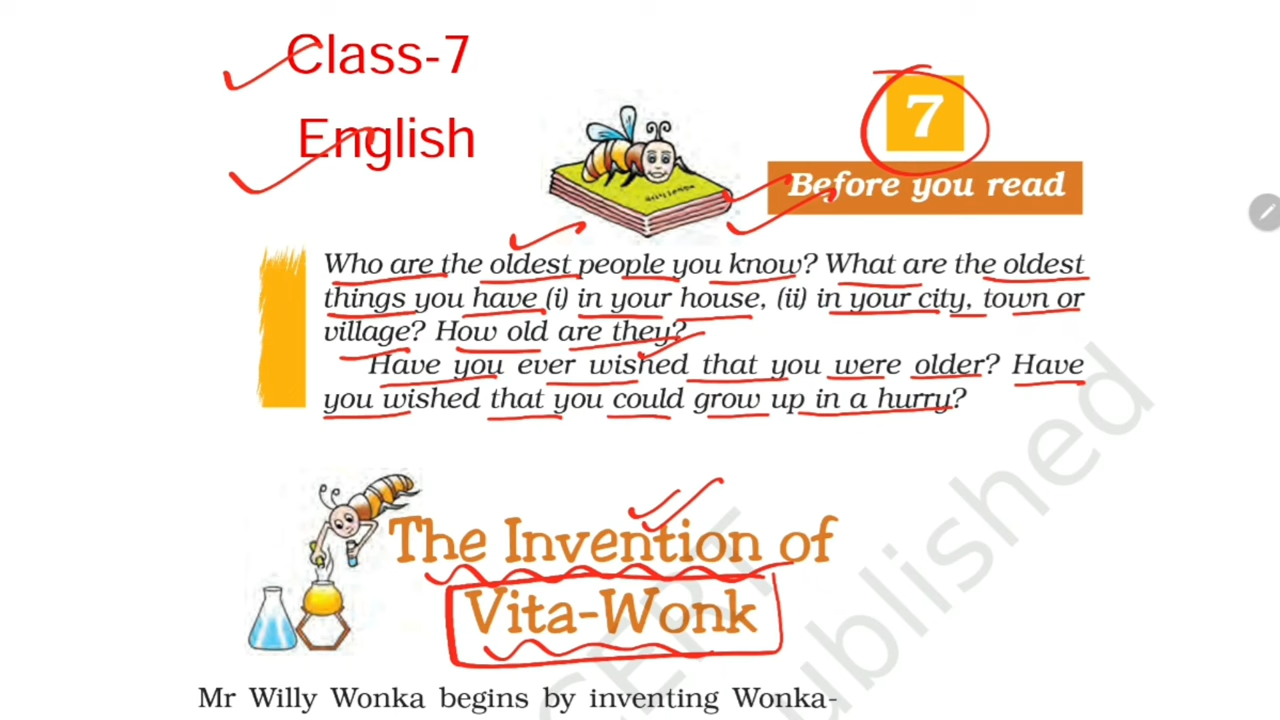 Class-7
English
7
Before you read
Who are the oldest people you know? What are the oldest
things you have (i) in your house, (ii) in your city, town or
village? How old are they?
Have you ever wished that you were older? Have
you wished that you could grow up in a hurry?
The Invention of
Vita-Wonk
Mr Willy Wonka begins by inventing Wonka-